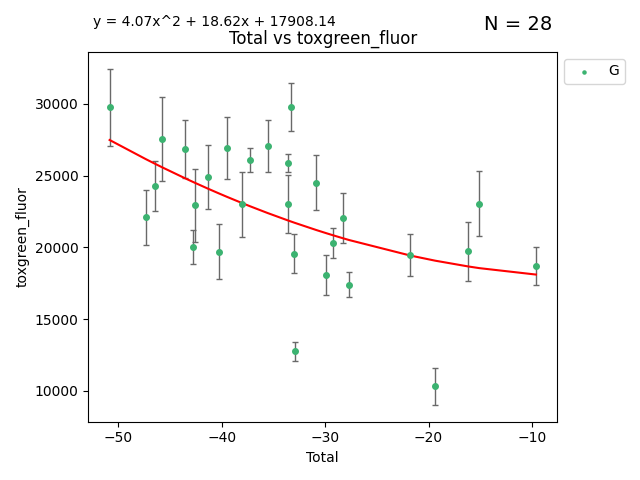 y = 4.07x^2 + 18.62x + 17908.14
N = 28
Total vs toxgreen_fluor
G
30000
25000
20000
15000
10000
toxgreen_fluor
−50 −40 −30 −20 −10
Total